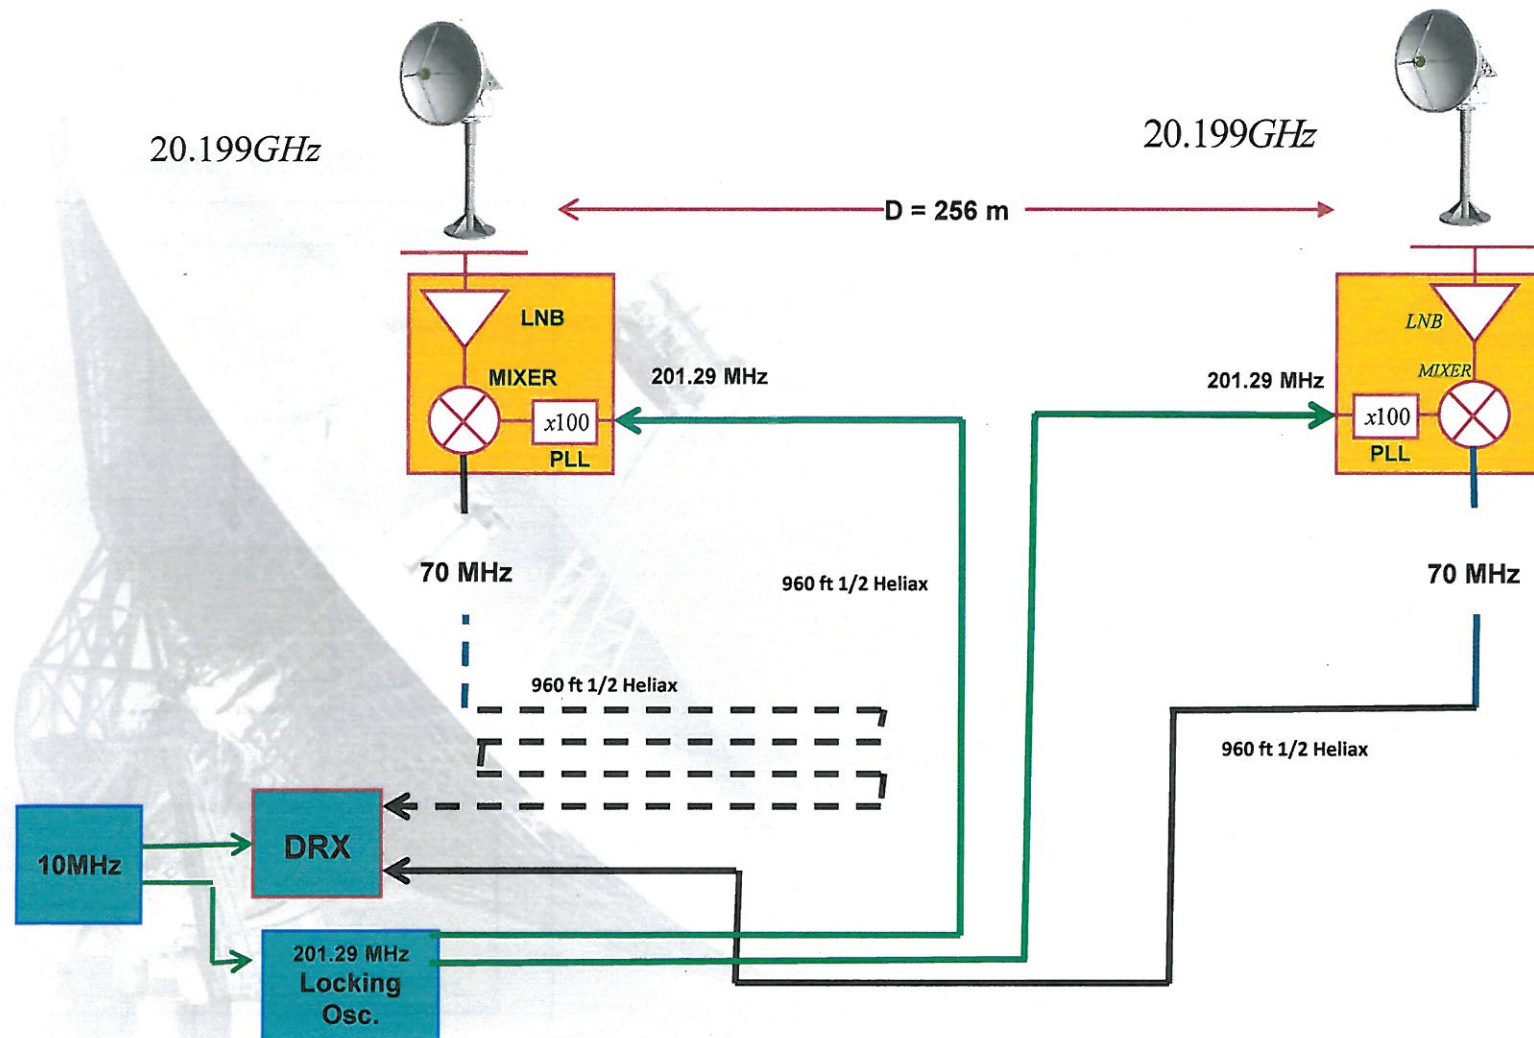 20.199GHz
20.199GHz
D = 256 m
LNB
MIXER
x100
PLL
201.29 MHz
201.29 MHz
LNB
MIXER
x100
PLL
70 MHz
70 MHz
960 ft 1/2 Heliax
960 ft 1/2 Heliax
960 ft 1/2 Heliax
10MHz
DRX
201.29 MHz
Locking
Osc.